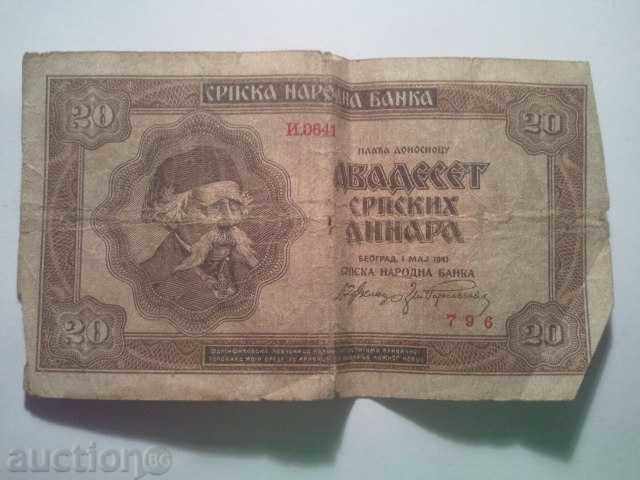 СРПСКА НАРОДНА БАНКА
20
20
И.0641
ПЛАЋА ДОНОСИОЦУ
ДВАДЕСЕТ
СРПСКИХ
ДИНАРА
БЕОГРАД, 1 МАЈ 1941
СРПСКА НАРОДНА БАНКА
796
20
20
auction BG